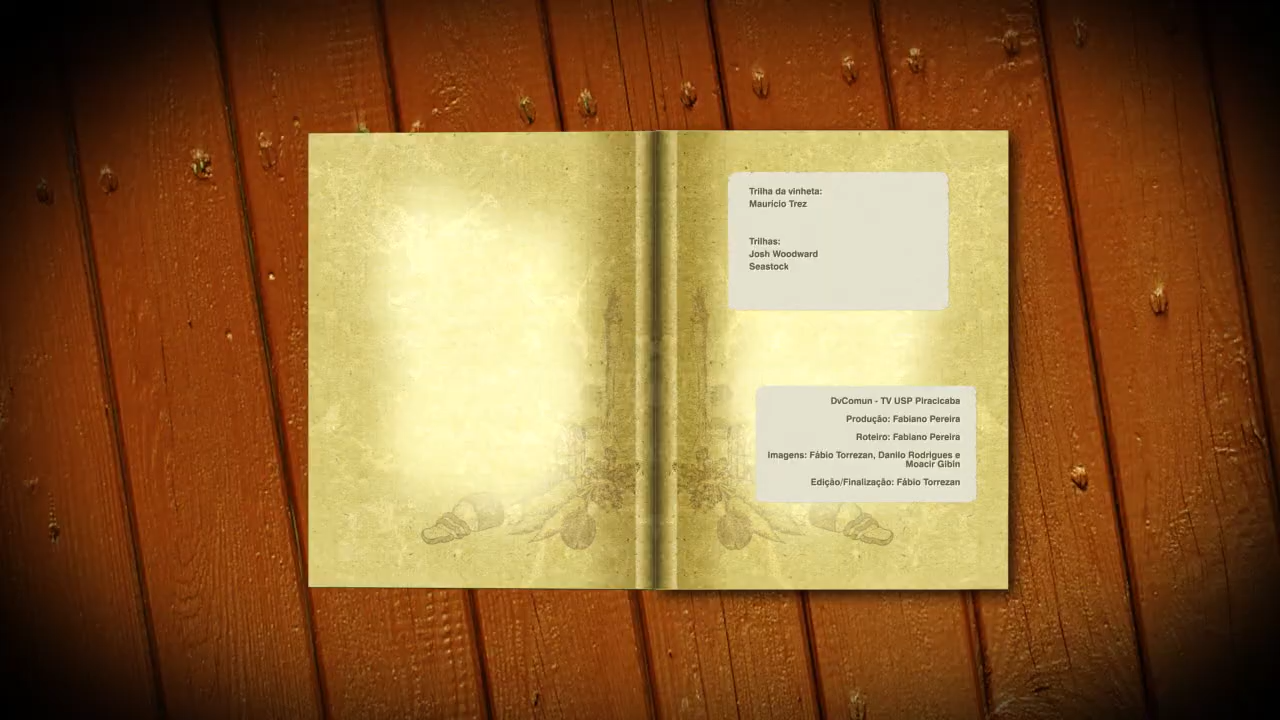 Trilha da vinheta:
Maurício Trez
Trilhas:
Josh Woodward
Seastock
DvComun - TV USP Piracicaba
Produção: Fabiano Pereira
Roteiro: Fabiano Pereira
Imagens: Fábio Torrezan, Danilo Rodrigues e
Moacir Gibin
Edição/Finalização: Fábio Torrezan